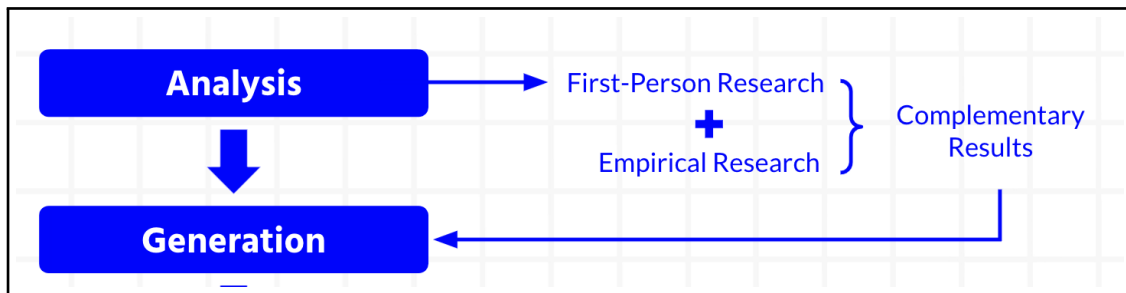 Analysis
First-Person Research
+
Empirical Research
Complementary
Results
Generation